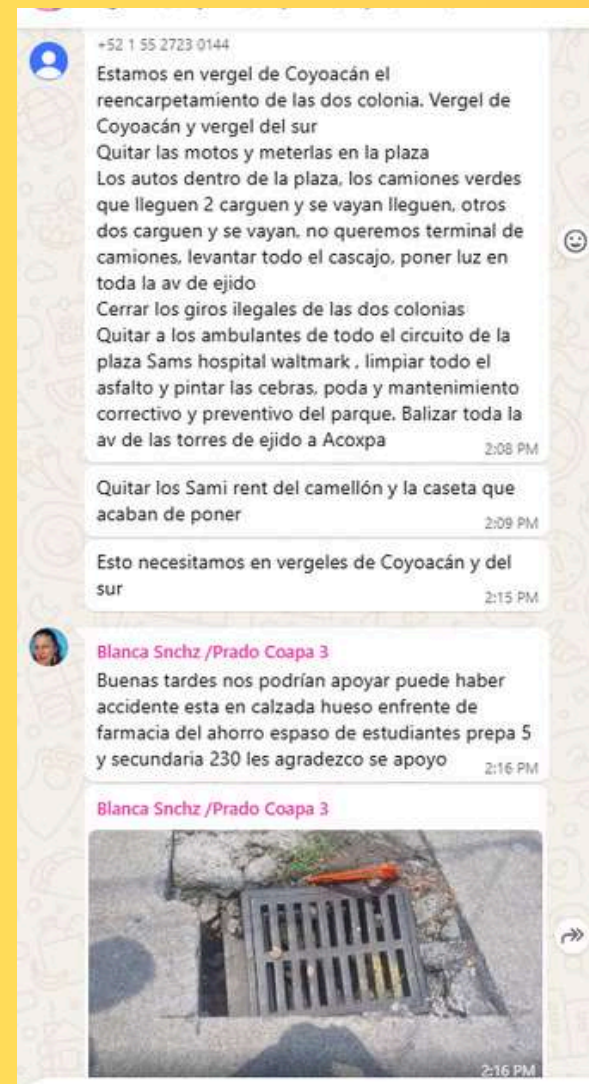 +52 1 55 2723 0144
Estamos en vergel de Coyoacán el
reencarpetamiento de las dos colonia. Vergel de
Coyoacán y vergel del sur
Quitar las motos y meterlas en la plaza
Los autos dentro de la plaza, los camiones verdes
que lleguen 2 carguen y se vayan lleguen, otros
dos carguen y se vayan, no queremos terminal de
camiones, levantar todo el cascajo, poner luz en
toda la av de ejido
Cerrar los giros ilegales de las dos colonias
Quitar a los ambulantes de todo el circuito de la
plaza Sams hospital waltmark , limpiar todo el
asfalto y pintar las cebras, poda y mantenimiento
correctivo y preventivo del parque. Balizar toda la
av de las torres de ejido a Acoxpa
2:08 PM
Quitar los Sami rent del camellón y la caseta que
acaban de poner
2:09 PM
Esto necesitamos en vergeles de Coyoacán y del
sur
2:15 PM
Blanca Snchz /Prado Coapa 3
Buenas tardes nos podrían apoyar puede haber
accidente esta en calzada hueso enfrente de
farmacia del ahorro espaso de estudiantes prepa 5
y secundaria 230 les agradezco se apoyo
2:16 PM
Blanca Snchz /Prado Coapa 3
2:16 PM